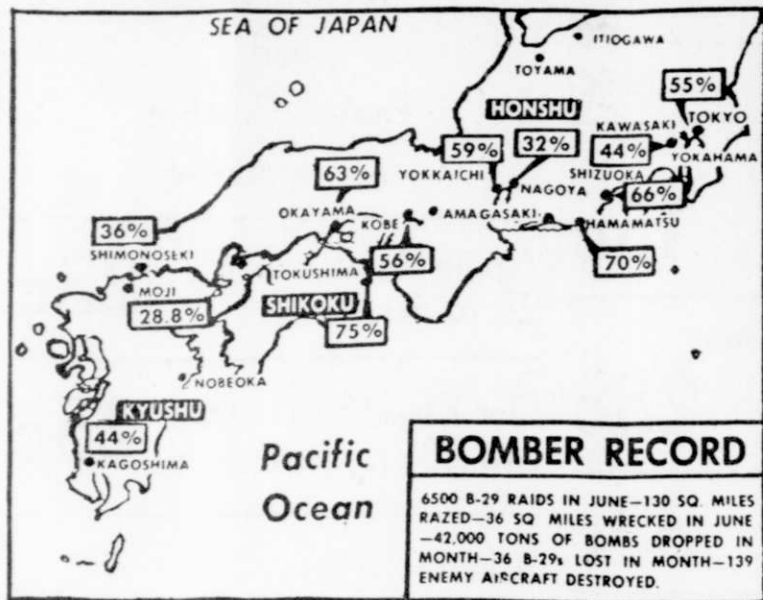 SEA OF JAPAN
ITIOGAWA
TOYAMA
55%
HONSHU
TOKYO
KAWASAKI
59%
32%
44%
YOKAHAMA
63%
YOKKAICHI
SHIZUOKA
NAGOYA
66%
OKAYAMA
KOBE
AMAGASAKI
HAMAMATSU
36%
SHIMONOSEKI
56%
70%
TOKUSHIMA
MOJI
28.8%
SHIKOKU
75%
NOBEOKA
KYUSHU
44%
KAGOSHIMA
Pacific
Ocean
BOMBER RECORD
6500 B-29 RAIDS IN JUNE—130 SQ. MILES
RAZED—36 SQ MILES WRECKED IN JUNE
—42,000 TONS OF BOMBS DROPPED IN
MONTH—36 B-29s LOST IN MONTH—139
ENEMY AIRCRAFT DESTROYED.